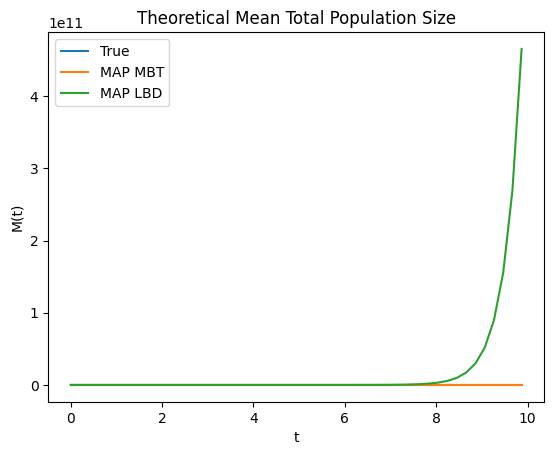 Theoretical Mean Total Population Size
1e11
True
MAP MBT
MAP LBD
4
3
2
1
0
M(t)
0 2 4 6 8 10
t